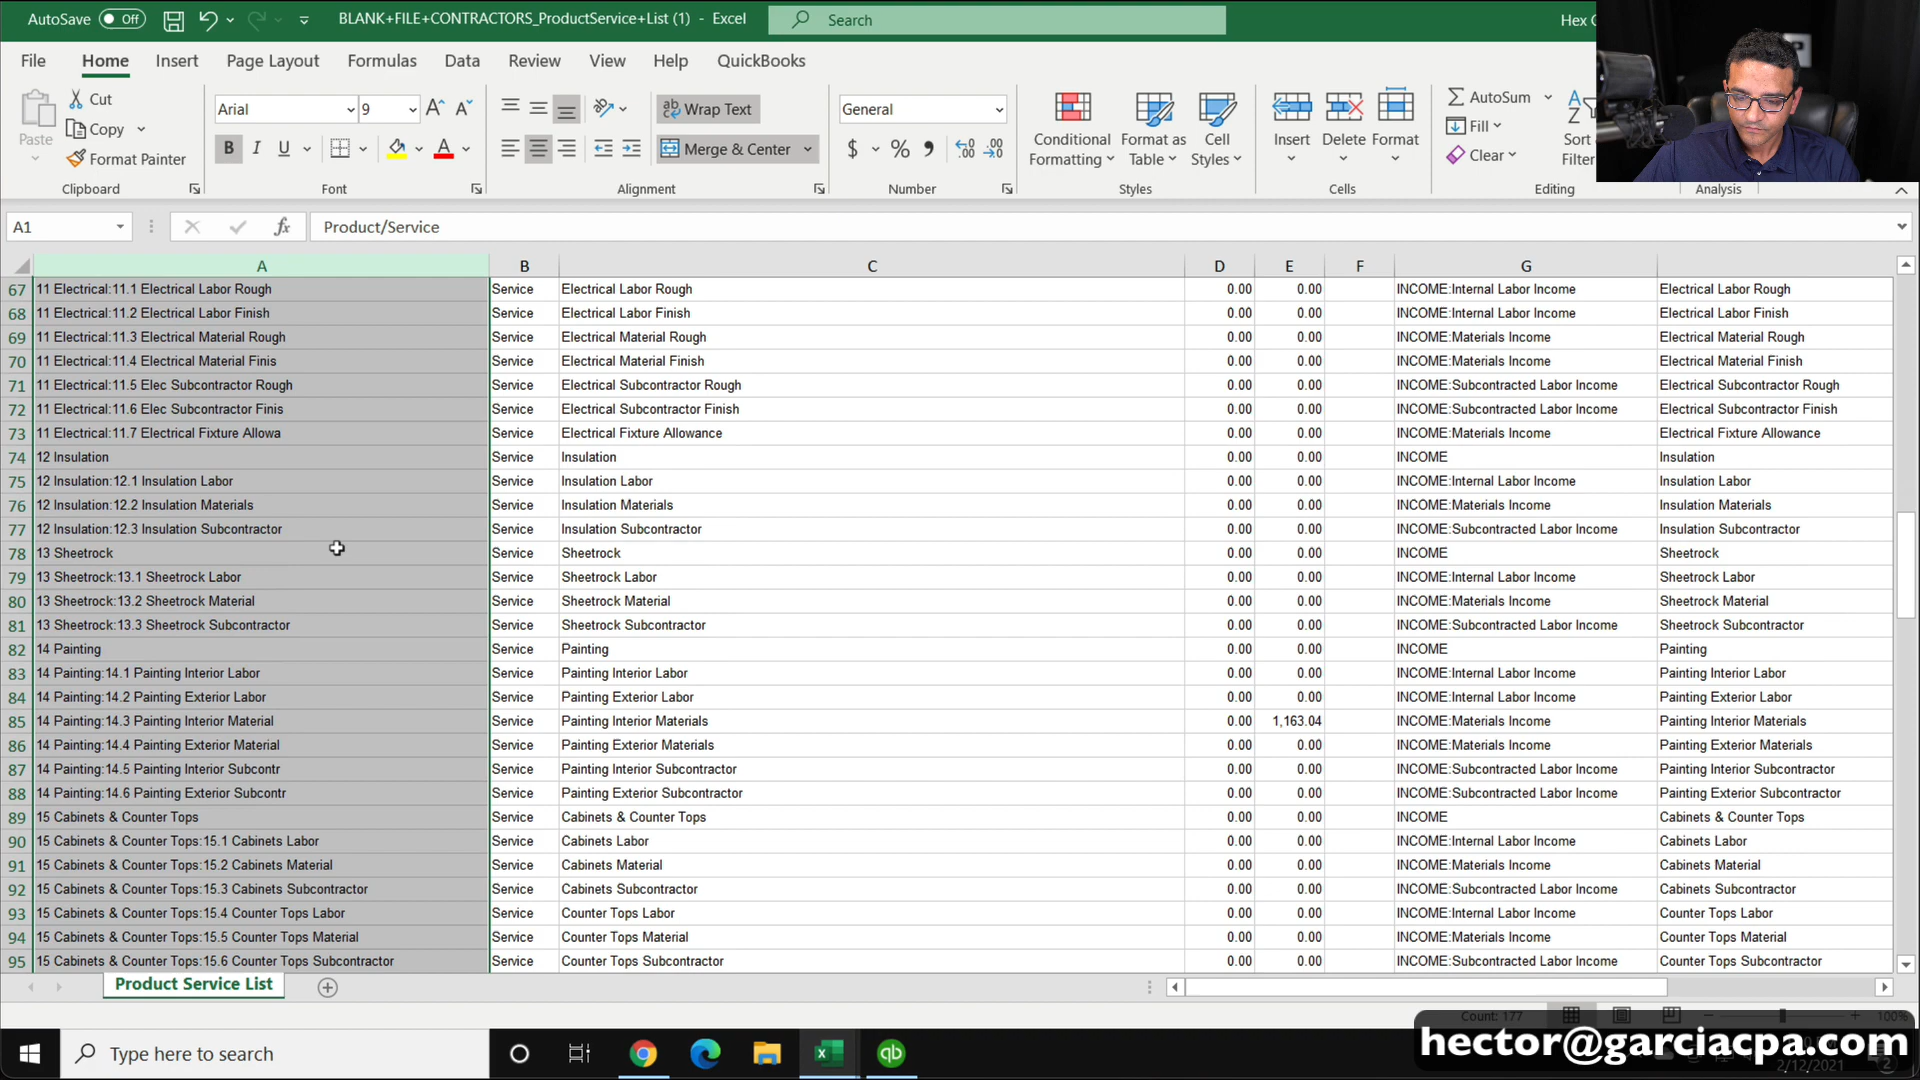 AutoSave Off BLANK+FILE+CONTRACTORS_ProductService+List (1) - Excel Search Hex
File Home Insert Page Layout Formulas Data Review View Help QuickBooks
Paste Cut Copy Format Painter Clipboard
Arial 9 B I U Font
Wrap Text Merge & Center Alignment
General $ % 9 Number
Conditional Formatting Format as Table Cell Styles Styles
Insert Delete Format Cells
AutoSum Fill Clear Sort Filter Editing
Analysis
A1 fx Product/Service
A B C D E F G
67 11 Electrical:11.1 Electrical Labor Rough Service Electrical Labor Rough 0.00 0.00 INCOME:Internal Labor Income Electrical Labor Rough
68 11 Electrical:11.2 Electrical Labor Finish Service Electrical Labor Finish 0.00 0.00 INCOME:Internal Labor Income Electrical Labor Finish
69 11 Electrical:11.3 Electrical Material Rough Service Electrical Material Rough 0.00 0.00 INCOME:Materials Income Electrical Material Rough
70 11 Electrical:11.4 Electrical Material Finis Service Electrical Material Finish 0.00 0.00 INCOME:Materials Income Electrical Material Finish
71 11 Electrical:11.5 Elec Subcontractor Rough Service Electrical Subcontractor Rough 0.00 0.00 INCOME:Subcontracted Labor Income Electrical Subcontractor Rough
72 11 Electrical:11.6 Elec Subcontractor Finis Service Electrical Subcontractor Finish 0.00 0.00 INCOME:Subcontracted Labor Income Electrical Subcontractor Finish
73 11 Electrical:11.7 Electrical Fixture Allowa Service Electrical Fixture Allowance 0.00 0.00 INCOME:Materials Income Electrical Fixture Allowance
74 12 Insulation Service Insulation 0.00 0.00 INCOME Insulation
75 12 Insulation:12.1 Insulation Labor Service Insulation Labor 0.00 0.00 INCOME:Internal Labor Income Insulation Labor
76 12 Insulation:12.2 Insulation Materials Service Insulation Materials 0.00 0.00 INCOME:Materials Income Insulation Materials
77 12 Insulation:12.3 Insulation Subcontractor Service Insulation Subcontractor 0.00 0.00 INCOME:Subcontracted Labor Income Insulation Subcontractor
78 13 Sheetrock Service Sheetrock 0.00 0.00 INCOME Sheetrock
79 13 Sheetrock:13.1 Sheetrock Labor Service Sheetrock Labor 0.00 0.00 INCOME:Internal Labor Income Sheetrock Labor
80 13 Sheetrock:13.2 Sheetrock Material Service Sheetrock Material 0.00 0.00 INCOME:Materials Income Sheetrock Material
81 13 Sheetrock:13.3 Sheetrock Subcontractor Service Sheetrock Subcontractor 0.00 0.00 INCOME:Subcontracted Labor Income Sheetrock Subcontractor
82 14 Painting Service Painting 0.00 0.00 INCOME Painting
83 14 Painting:14.1 Painting Interior Labor Service Painting Interior Labor 0.00 0.00 INCOME:Internal Labor Income Painting Interior Labor
84 14 Painting:14.2 Painting Exterior Labor Service Painting Exterior Labor 0.00 0.00 INCOME:Internal Labor Income Painting Exterior Labor
85 14 Painting:14.3 Painting Interior Material Service Painting Interior Materials 0.00 1,163.04 INCOME:Materials Income Painting Interior Materials
86 14 Painting:14.4 Painting Exterior Material Service Painting Exterior Materials 0.00 0.00 INCOME:Materials Income Painting Exterior Materials
87 14 Painting:14.5 Painting Interior Subcontr Service Painting Interior Subcontractor 0.00 0.00 INCOME:Subcontracted Labor Income Painting Interior Subcontractor
88 14 Painting:14.6 Painting Exterior Subcontr Service Painting Exterior Subcontractor 0.00 0.00 INCOME:Subcontracted Labor Income Painting Exterior Subcontractor
89 15 Cabinets & Counter Tops Service Cabinets & Counter Tops 0.00 0.00 INCOME Cabinets & Counter Tops
90 15 Cabinets & Counter Tops:15.1 Cabinets Labor Service Cabinets Labor 0.00 0.00 INCOME:Internal Labor Income Cabinets Labor
91 15 Cabinets & Counter Tops:15.2 Cabinets Material Service Cabinets Material 0.00 0.00 INCOME:Materials Income Cabinets Material
92 15 Cabinets & Counter Tops:15.3 Cabinets Subcontractor Service Cabinets Subcontractor 0.00 0.00 INCOME:Subcontracted Labor Income Cabinets Subcontractor
93 15 Cabinets & Counter Tops:15.4 Counter Tops Labor Service Counter Tops Labor 0.00 0.00 INCOME:Internal Labor Income Counter Tops Labor
94 15 Cabinets & Counter Tops:15.5 Counter Tops Material Service Counter Tops Material 0.00 0.00 INCOME:Materials Income Counter Tops Material
95 15 Cabinets & Counter Tops:15.6 Counter Tops Subcontractor Service Counter Tops Subcontractor 0.00 0.00 INCOME:Subcontracted Labor Income Counter Tops Subcontractor
Product Service List
Count: 177 100%
Type here to search
hector@garciacpa.com
2/12/2021